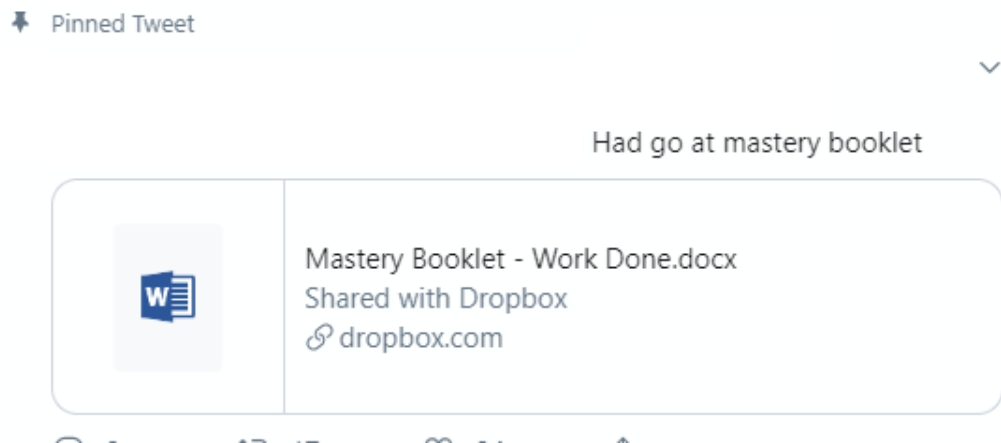 Pinned Tweet
Had go at mastery booklet
W
Mastery Booklet - Work Done.docx
Shared with Dropbox
dropbox.com